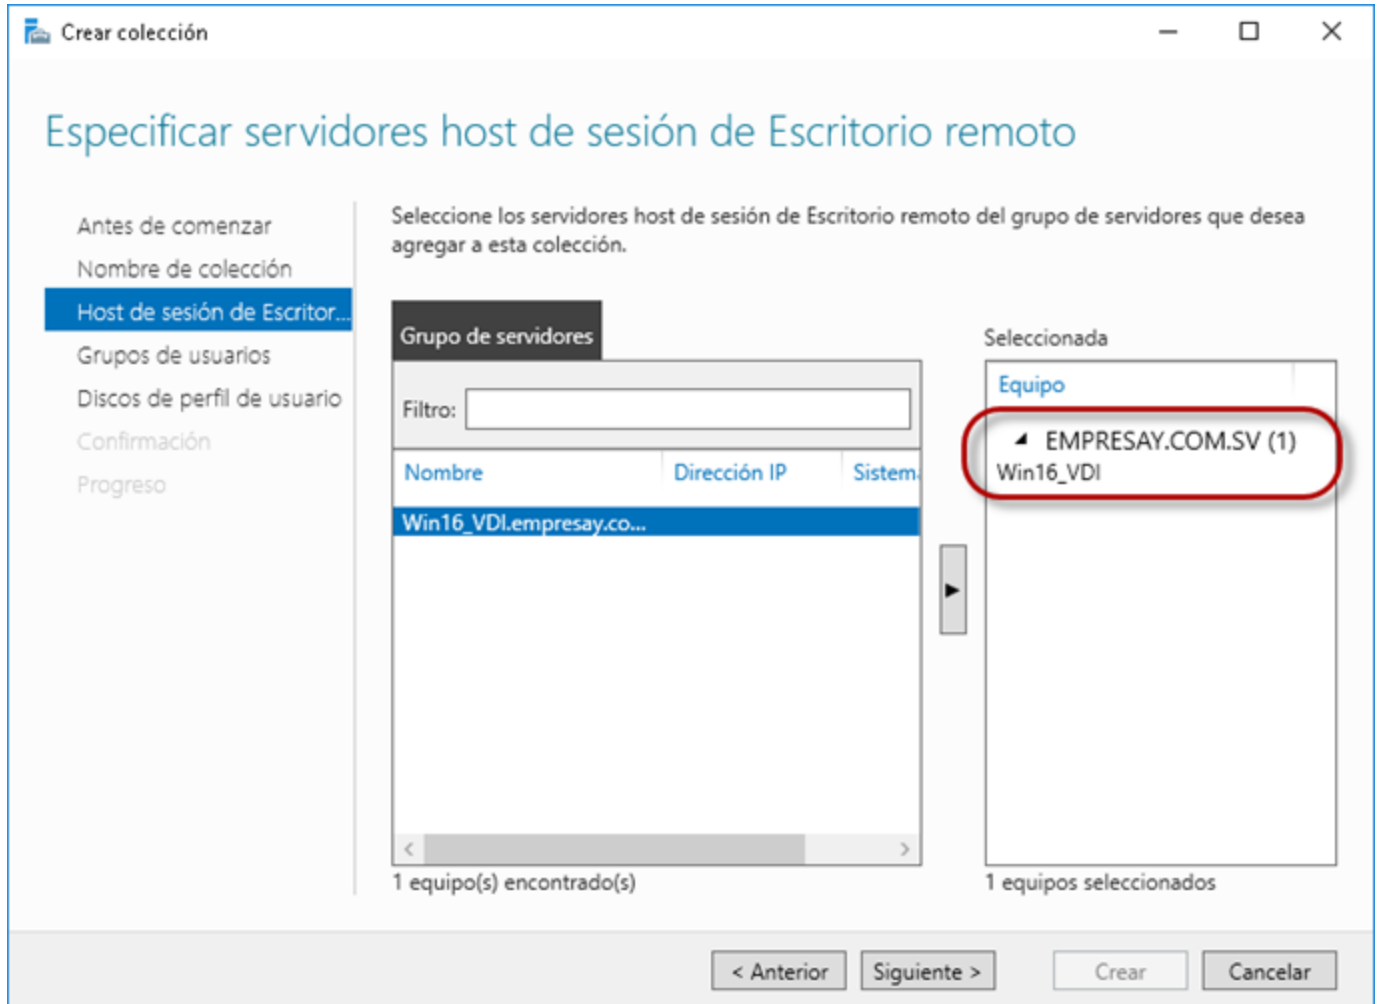 Crear colección
Especificar servidores host de sesión de Escritorio remoto
Antes de comenzar
Nombre de colección
Host de sesión de Escritor...
Grupos de usuarios
Discos de perfil de usuario
Confirmación
Progreso
Seleccione los servidores host de sesión de Escritorio remoto del grupo de servidores que desea
agregar a esta colección.
Grupo de servidores
Filtro:
Nombre Dirección IP Sistem
Win16_VDI.empresay.co...
1 equipo(s) encontrado(s)
Seleccionada
Equipo
EMPRESAY.COM.SV (1)
Win16_VDI
1 equipos seleccionados
< Anterior Siguiente > Crear Cancelar